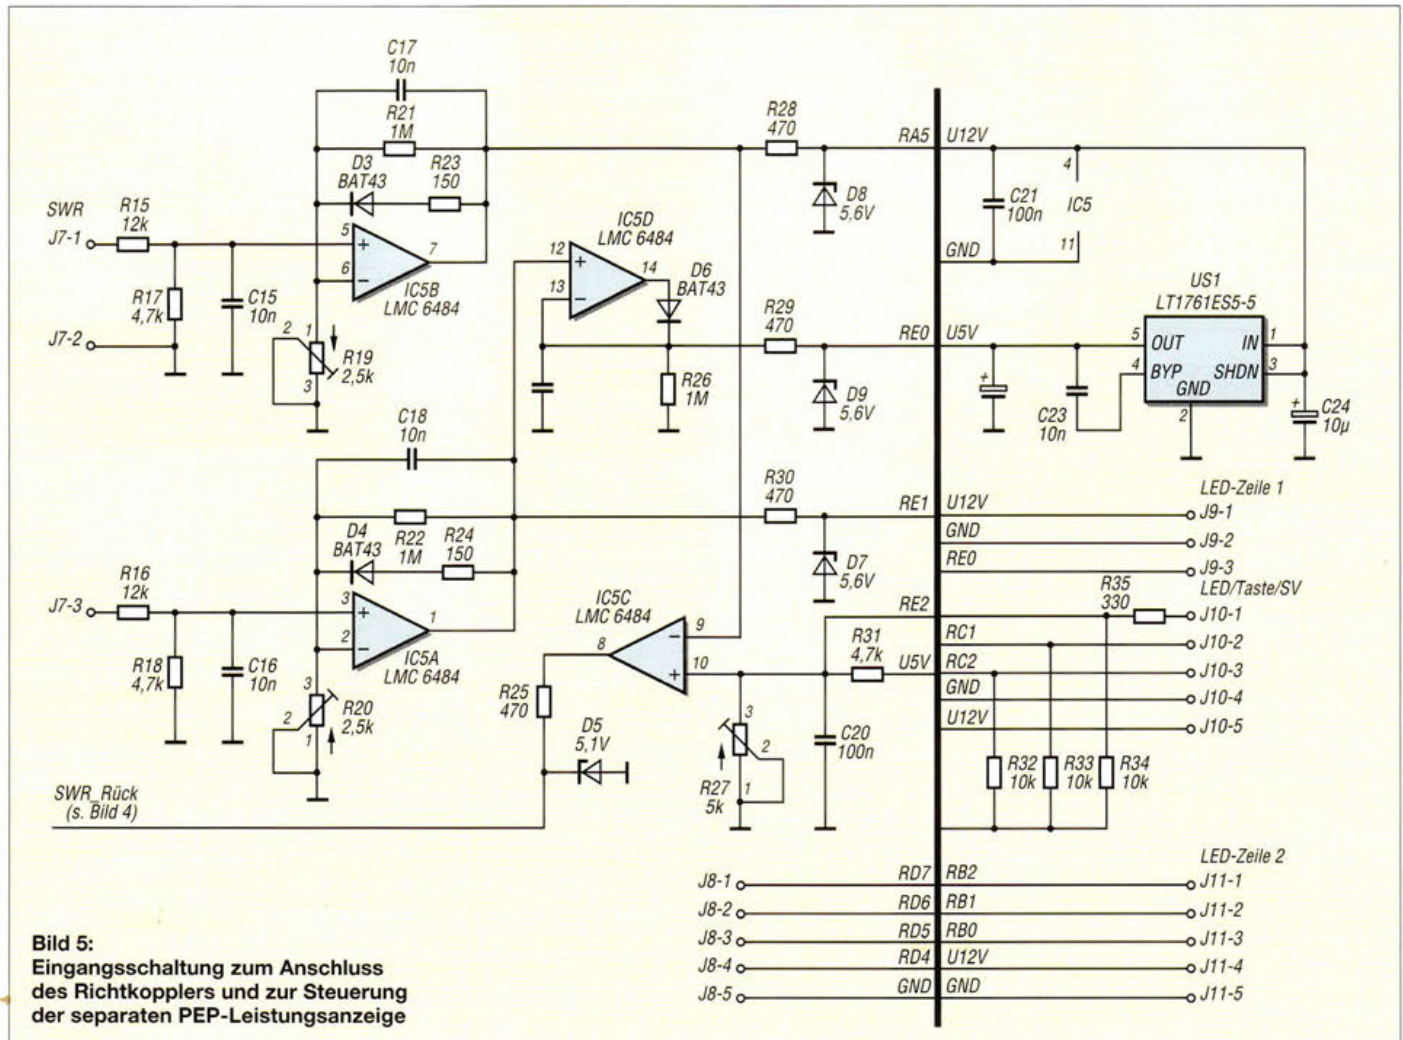 C17
10n
R21
1M
D3
BAT43
R23
150
SWR
J7-1
R15
12k
5
+
6
–
7
IC5B
LMC 6484
R17
4,7k
C15
10n
J7-2
2
1
3
R19
2,5k
IC5D
LMC 6484
12
+
13
–
14
D6
BAT43
R26
1M
R28
470
D8
5,6V
R29
470
D9
5,6V
RA5
U12V
C21
100n
4
IC5
11
GND
US1
LT1761ES5-5
5
OUT
IN
1
4
BYP
SHDN
3
GND
2
RE0
U5V
+
C23
10n
+
C24
10µ
C18
10n
R22
1M
D4
BAT43
R24
150
J7-3
R16
12k
3
+
2
–
1
IC5A
LMC 6484
R18
4,7k
C16
10n
3
2
1
R20
2,5k
R30
470
D7
5,6V
IC5C
LMC 6484
8
–
9
+
10
R25
470
D5
5,1V
3
2
1
R27
5k
R31
4,7k
C20
100n
SWR_Rück
(s. Bild 4)
LED-Zeile 1
RE1
U12V
J9-1
GND
J9-2
RE0
J9-3
LED/Taste/SV
R35
330
RE2
J10-1
RC1
J10-2
U5V
RC2
J10-3
GND
J10-4
U12V
J10-5
R32
10k
R33
10k
R34
10k
LED-Zeile 2
J8-1
RD7
RB2
J11-1
J8-2
RD6
RB1
J11-2
J8-3
RD5
RB0
J11-3
J8-4
RD4
U12V
J11-4
J8-5
GND
GND
J11-5
Bild 5:
Eingangsschaltung zum Anschluss
des Richtkopplers und zur Steuerung
der separaten PEP-Leistungsanzeige